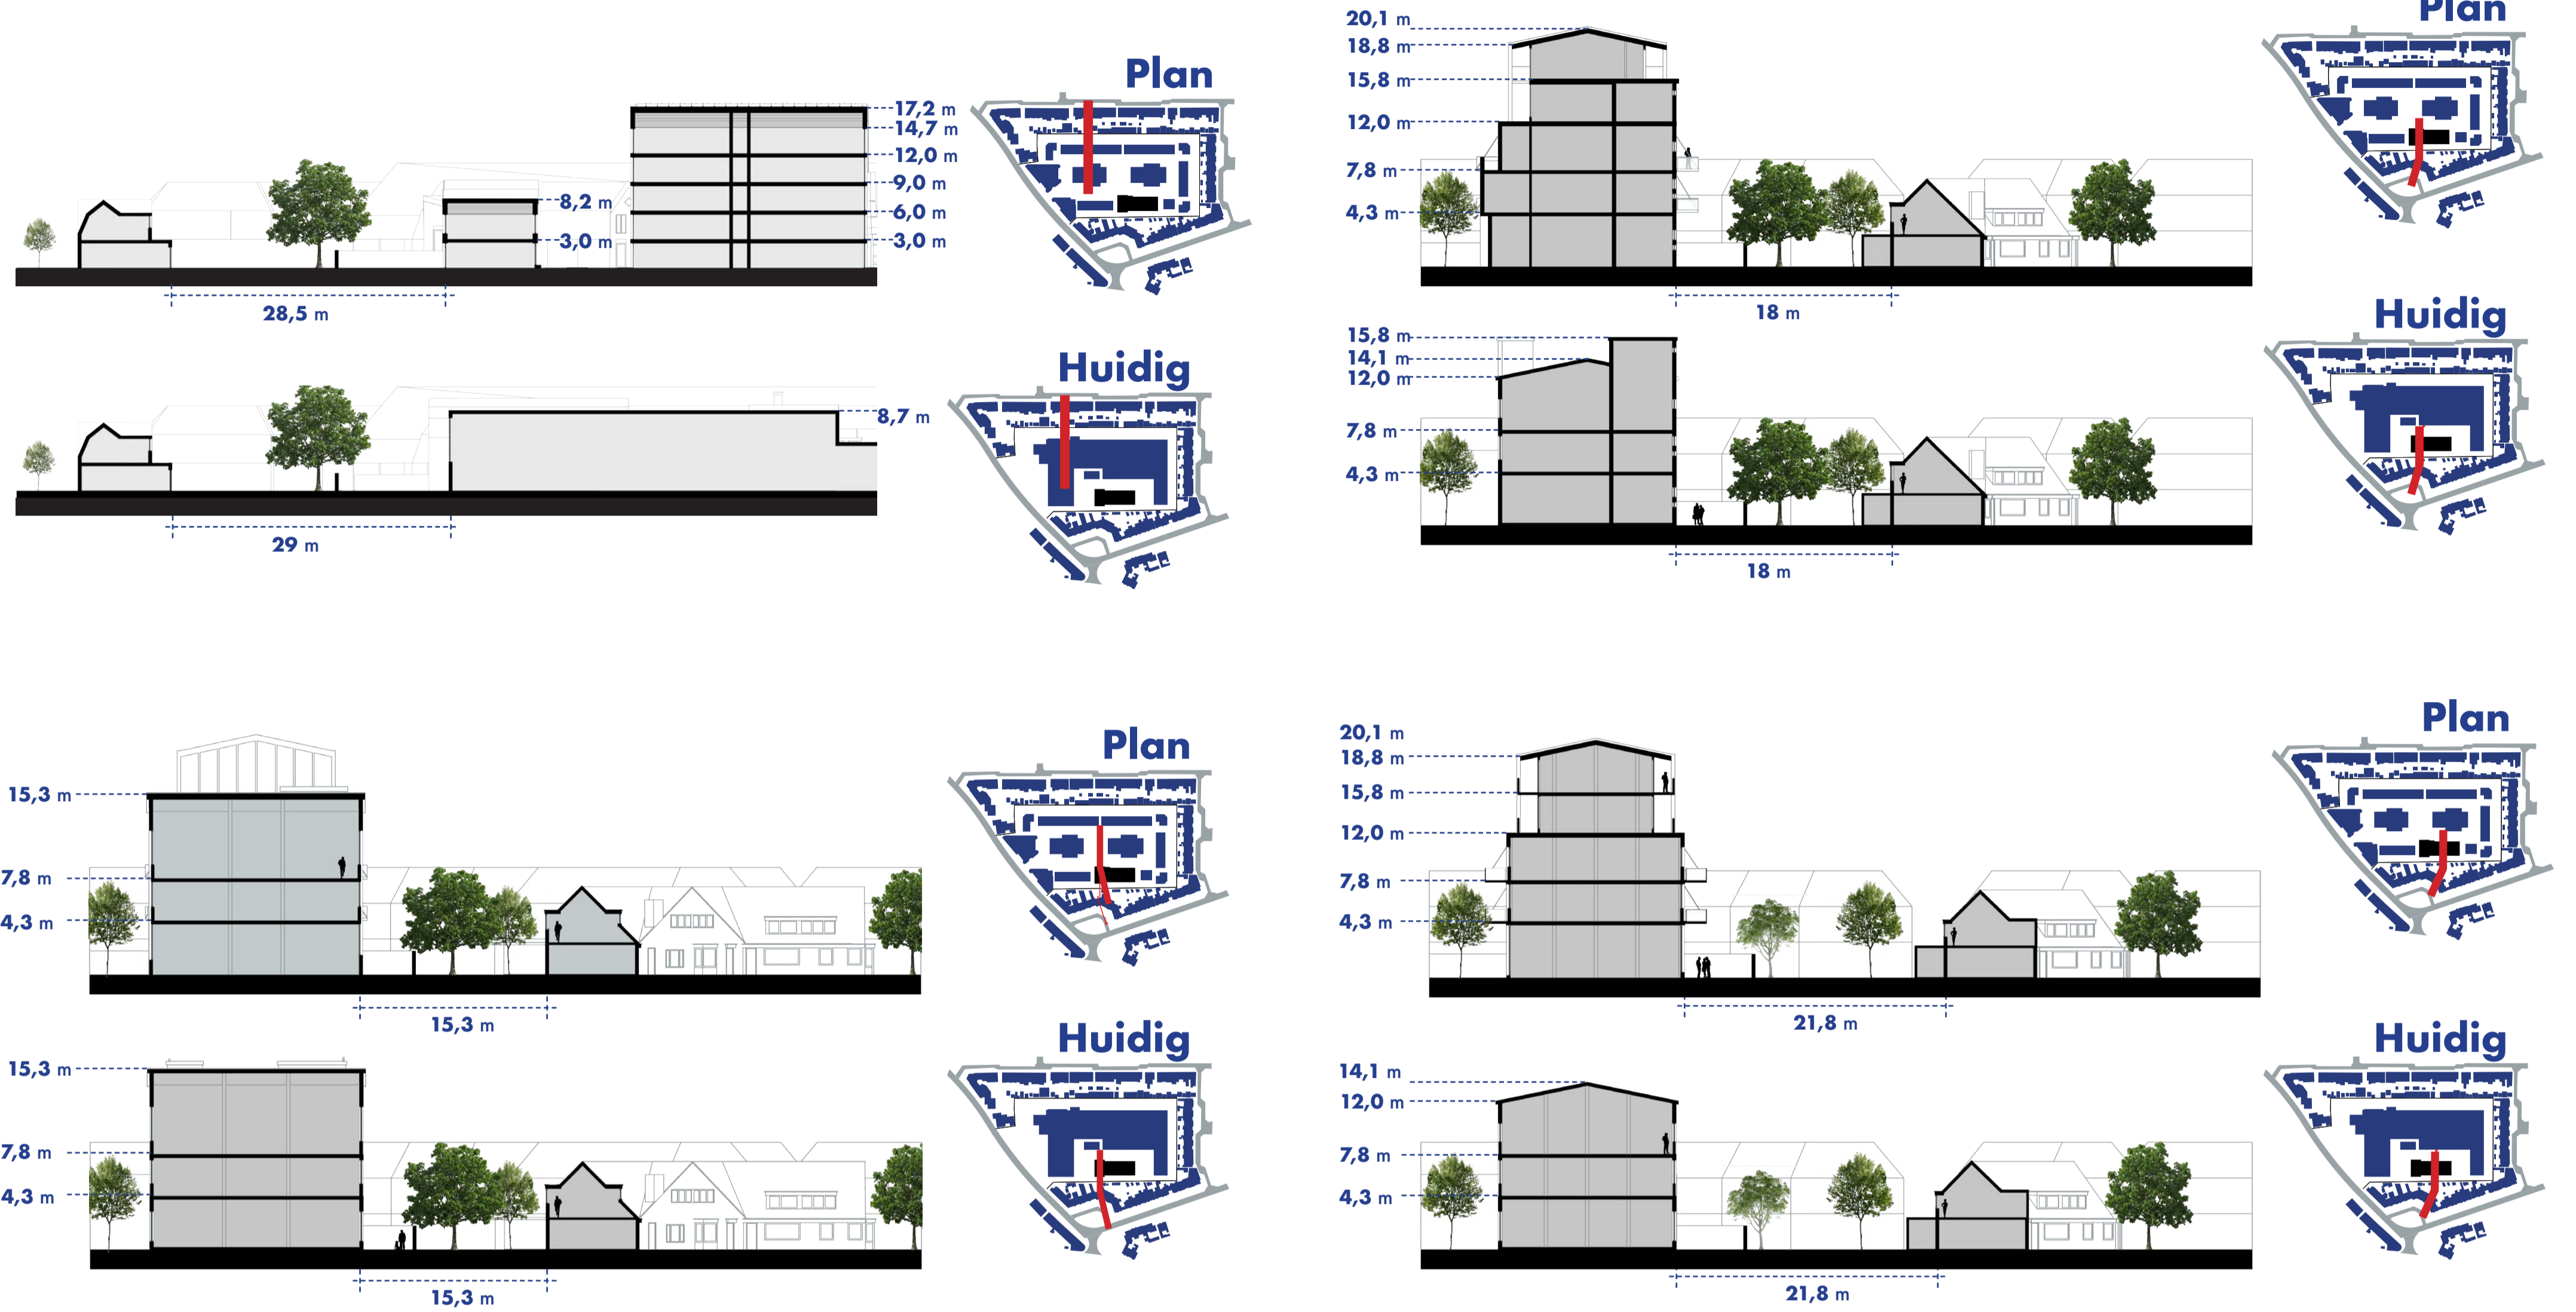 Plan
17,2 m
14,7 m
12,0 m
9,0 m
8,2 m
6,0 m
3,0 m
3,0 m
28,5 m
Huidig
8,7 m
29 m
Plan
20,1 m
18,8 m
15,8 m
12,0 m
7,8 m
4,3 m
18 m
Huidig
15,8 m
14,1 m
12,0 m
7,8 m
4,3 m
18 m
Plan
15,3 m
7,8 m
4,3 m
15,3 m
Huidig
15,3 m
7,8 m
4,3 m
15,3 m
Plan
20,1 m
18,8 m
15,8 m
12,0 m
7,8 m
4,3 m
21,8 m
Huidig
14,1 m
12,0 m
7,8 m
4,3 m
21,8 m